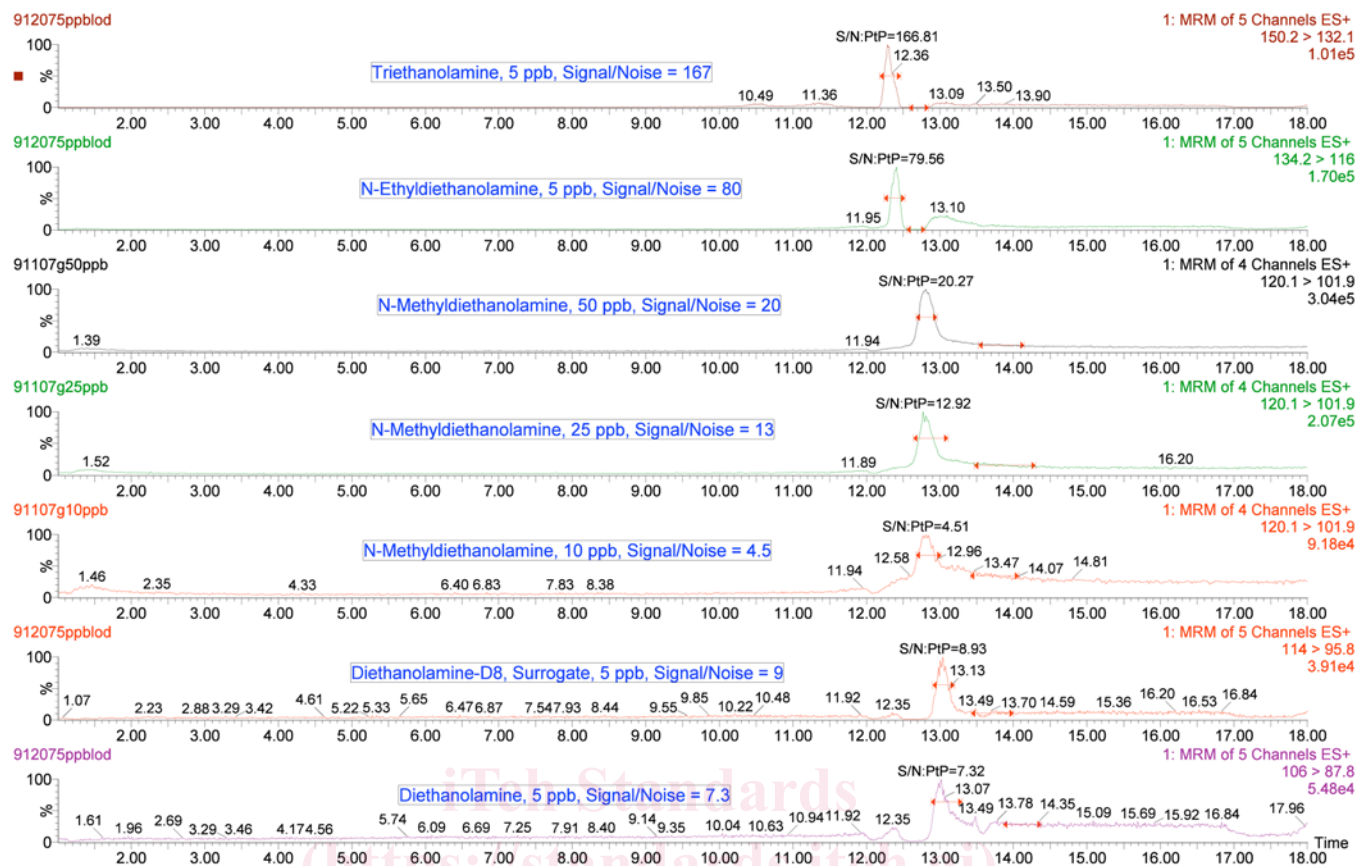 912075ppblod
1: MRM of 5 Channels ES+
S/N:PtP=166.81
150.2 > 132.1
100
12.36
1.01e5
%
Triethanolamine, 5 ppb, Signal/Noise = 167
10.49 11.36 13.09 13.50 13.90
0
2.00 3.00 4.00 5.00 6.00 7.00 8.00 9.00 10.00 11.00 12.00 13.00 14.00 15.00 16.00 17.00 18.00
912075ppblod
1: MRM of 5 Channels ES+
S/N:PtP=79.56
134.2 > 116
100
1.70e5
%
N-Ethyldiethanolamine, 5 ppb, Signal/Noise = 80
11.95 13.10
0
2.00 3.00 4.00 5.00 6.00 7.00 8.00 9.00 10.00 11.00 12.00 13.00 14.00 15.00 16.00 17.00 18.00
91107g50ppb
1: MRM of 4 Channels ES+
S/N:PtP=20.27
120.1 > 101.9
100
3.04e5
%
N-Methyldiethanolamine, 50 ppb, Signal/Noise = 20
1.39 11.94
0
2.00 3.00 4.00 5.00 6.00 7.00 8.00 9.00 10.00 11.00 12.00 13.00 14.00 15.00 16.00 17.00 18.00
91107g25ppb
1: MRM of 4 Channels ES+
S/N:PtP=12.92
120.1 > 101.9
100
2.07e5
%
N-Methyldiethanolamine, 25 ppb, Signal/Noise = 13
1.52 11.89 16.20
0
2.00 3.00 4.00 5.00 6.00 7.00 8.00 9.00 10.00 11.00 12.00 13.00 14.00 15.00 16.00 17.00 18.00
91107g10ppb
1: MRM of 4 Channels ES+
S/N:PtP=4.51
120.1 > 101.9
100
9.18e4
%
N-Methyldiethanolamine, 10 ppb, Signal/Noise = 4.5
1.46 2.35 4.33 6.40 6.83 7.83 8.38 11.94 12.58 12.96 13.47 14.07 14.81
0
2.00 3.00 4.00 5.00 6.00 7.00 8.00 9.00 10.00 11.00 12.00 13.00 14.00 15.00 16.00 17.00 18.00
912075ppblod
1: MRM of 5 Channels ES+
S/N:PtP=8.93
114 > 95.8
100
3.91e4
%
Diethanolamine-D8, Surrogate, 5 ppb, Signal/Noise = 9
1.07 2.23 2.88 3.29 3.42 4.61 5.22 5.33 5.65 6.47 6.87 7.54 7.93 8.44 9.55 9.85 10.22 10.48 11.92 12.35 13.13 13.49 13.70 14.59 15.36 16.20 16.53 16.84
0
2.00 3.00 4.00 5.00 6.00 7.00 8.00 9.00 10.00 11.00 12.00 13.00 14.00 15.00 16.00 17.00 18.00
912075ppblod
1: MRM of 5 Channels ES+
S/N:PtP=7.32
106 > 87.8
100
5.48e4
%
Diethanolamine, 5 ppb, Signal/Noise = 7.3
iTeh Standards
1.61 1.96 2.69 3.29 3.46 4.17 4.56 5.74 6.09 6.69 7.25 7.91 8.40 9.14 9.35 10.04 10.63 10.94 11.92 12.35 13.07 13.49 13.78 14.35 15.09 15.69 15.92 16.84 17.96
0
Time
2.00 3.00 4.00 5.00 6.00 7.00 8.00 9.00 10.00 11.00 12.00 13.00 14.00 15.00 16.00 17.00 18.00